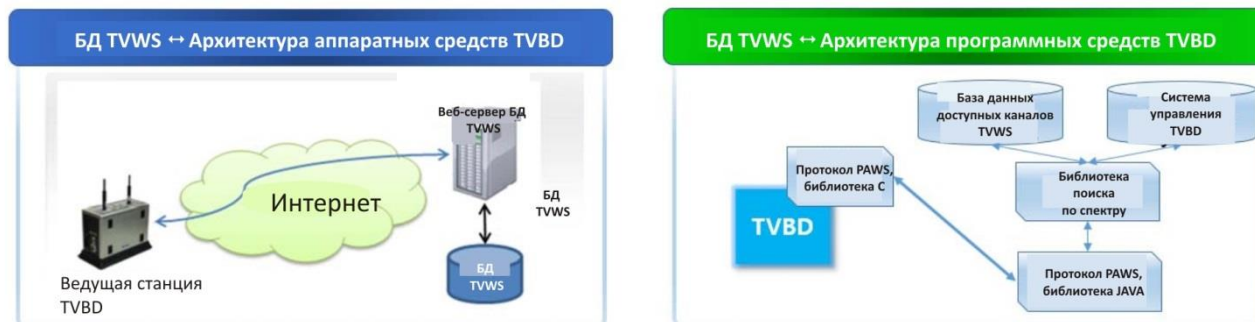 БД TVWS ↔ Архитектура аппаратных средств TVBD
Веб-сервер БД
TVWS
Интернет
БД
TVWS
БД
TVWS
Ведущая станция
TVBD
БД TVWS ↔ Архитектура программных средств TVBD
База данных
доступных каналов
TVWS
Система
управления
TVBD
Протокол PAWS,
библиотека C
TVBD
Библиотека
поиска
по спектру
Протокол PAWS,
библиотека JAVA